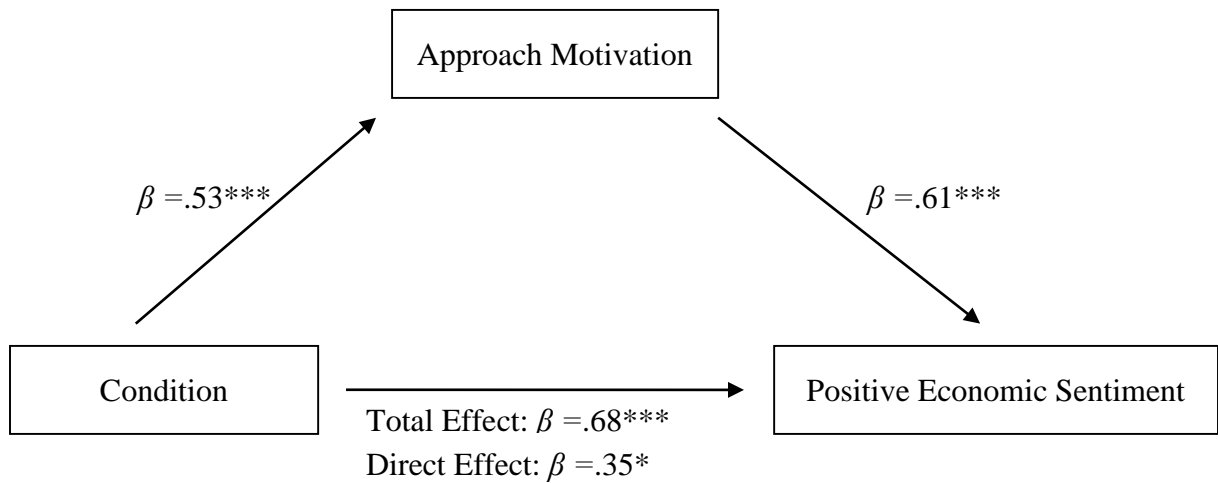 Approach Motivation
β =.53***
β =.61***
Condition
Positive Economic Sentiment
Total Effect: β =.68***
Direct Effect: β =.35*